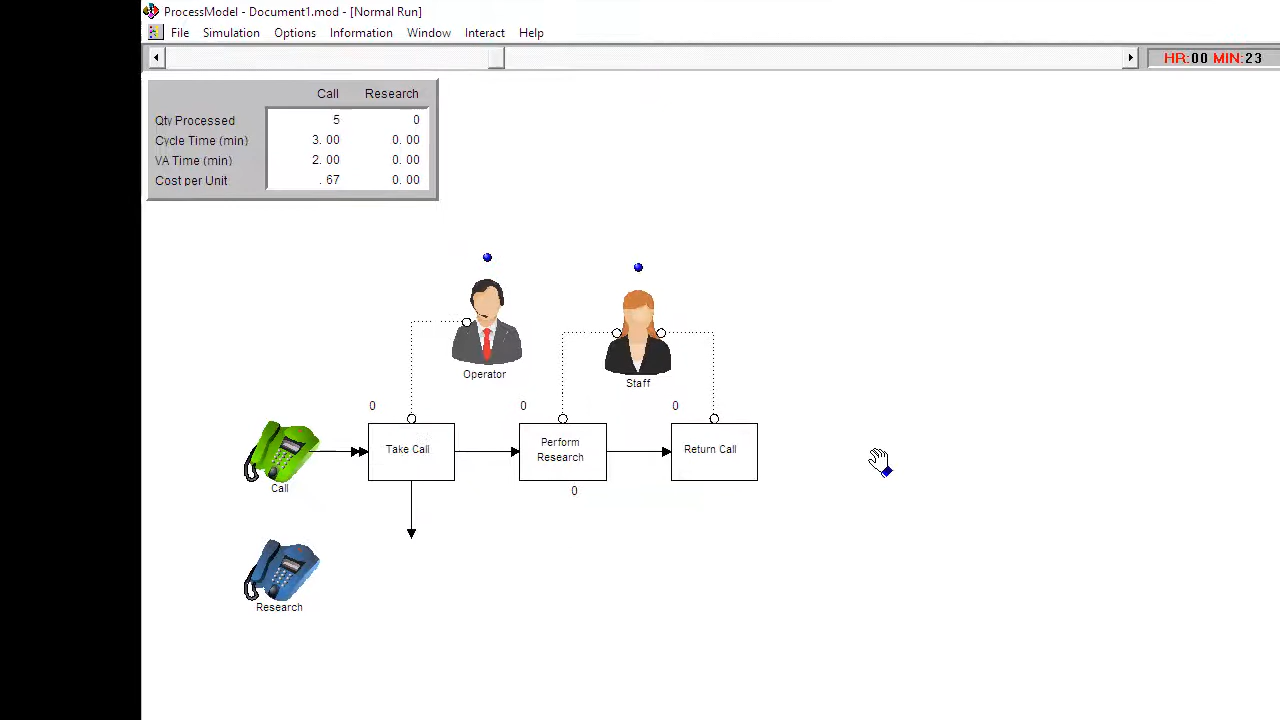 ProcessModel - Document1.mod - [Normal Run]
File Simulation Options Information Window Interact Help
HR:00 MIN:23
Call Research
Qty Processed 5 0
Cycle Time (min) 3. 00 0. 00
VA Time (min) 2. 00 0. 00
Cost per Unit . 67 0. 00
Operator
Staff
0 0 0
Take Call
Perform
Research
Return Call
Call
0
Research